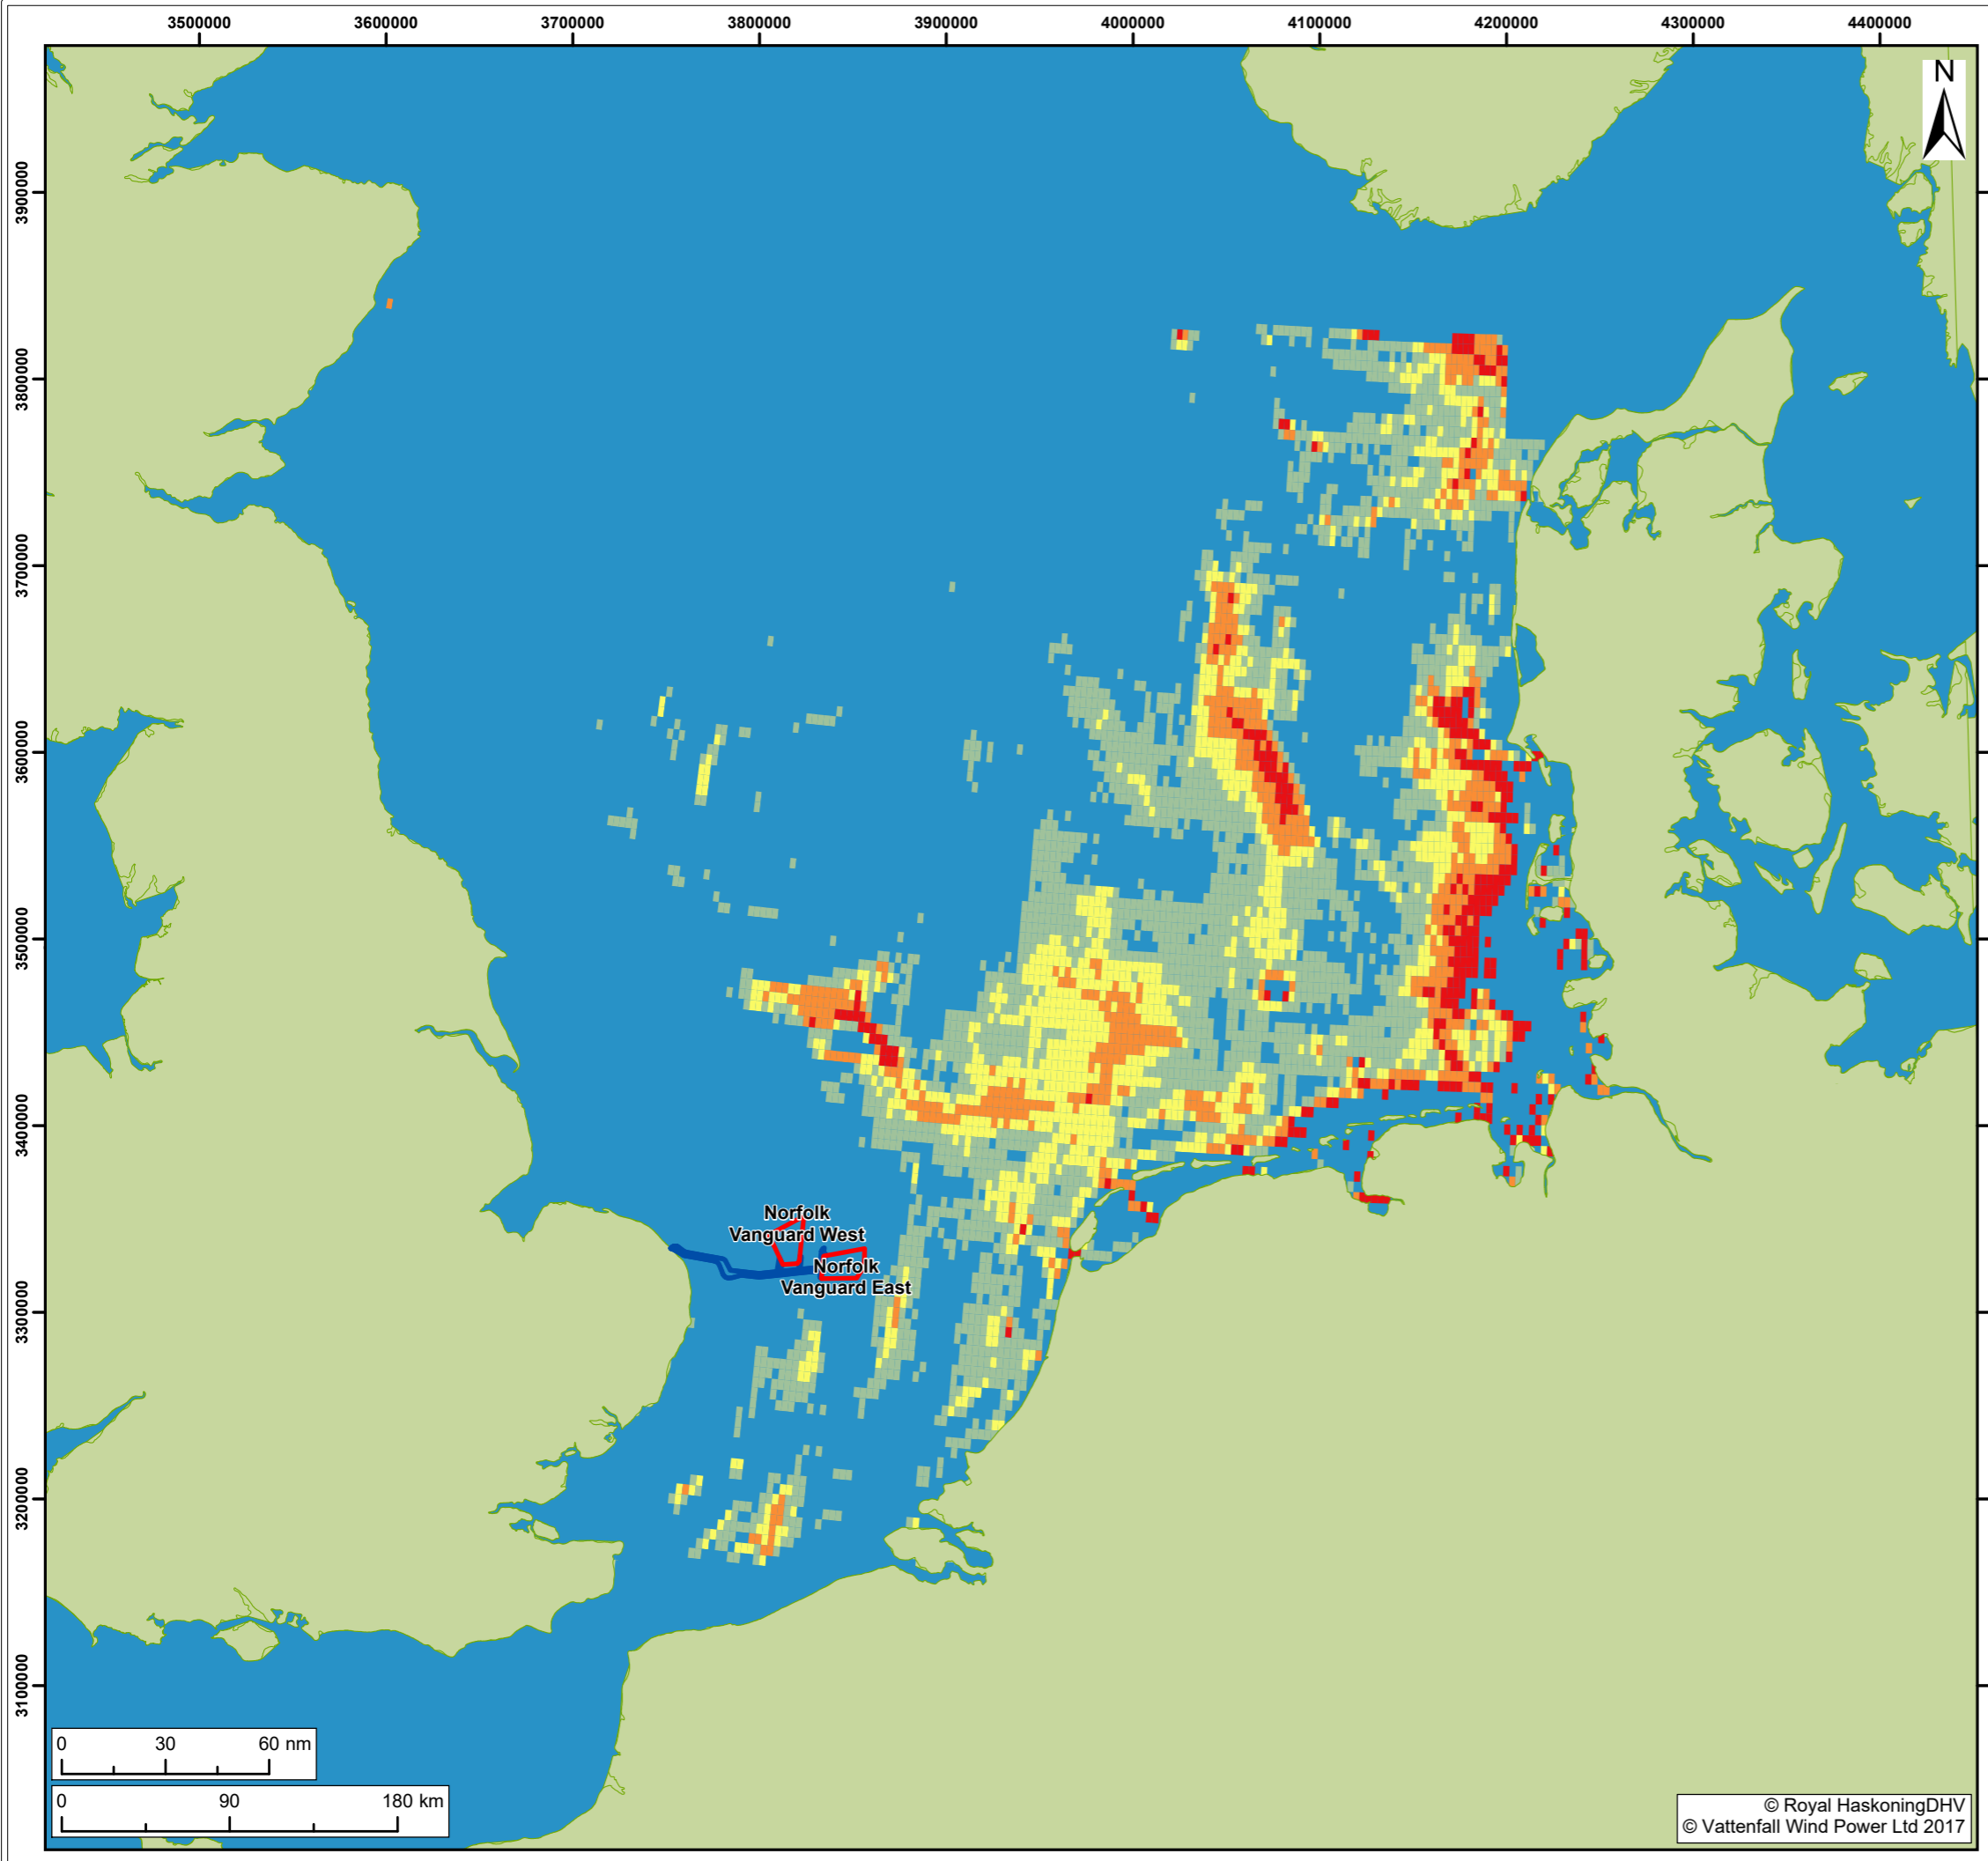 3500000 3600000 3700000 3800000 3900000 4000000 4100000 4200000 4300000 4400000
N
3900000
3800000
3700000
3600000
3500000
3400000
3300000
3200000
3100000
Norfolk
Vanguard West
Norfolk
Vanguard East
0 30 60 nm
0 90 180 km
© Royal HaskoningDHV
© Vattenfall Wind Power Ltd 2017